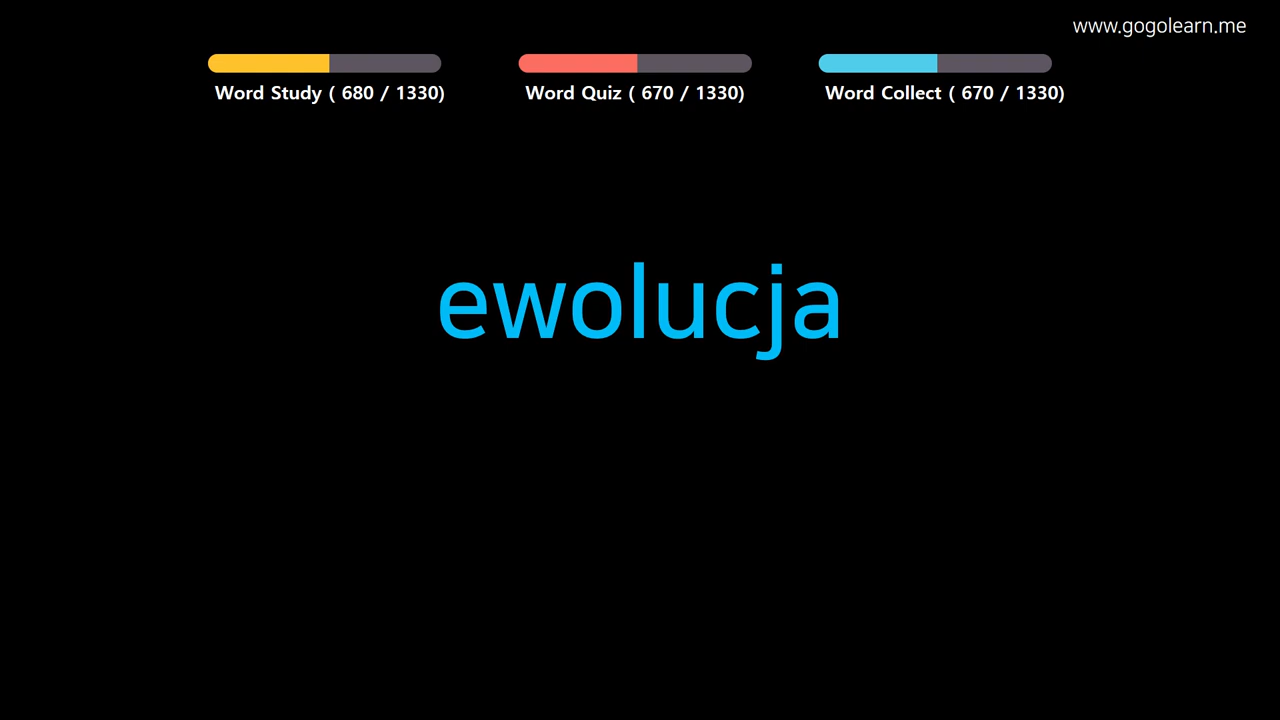 www.gogolearn.me
Word Study ( 680 / 1330)
Word Quiz ( 670 / 1330)
Word Collect ( 670 / 1330)
ewolucja